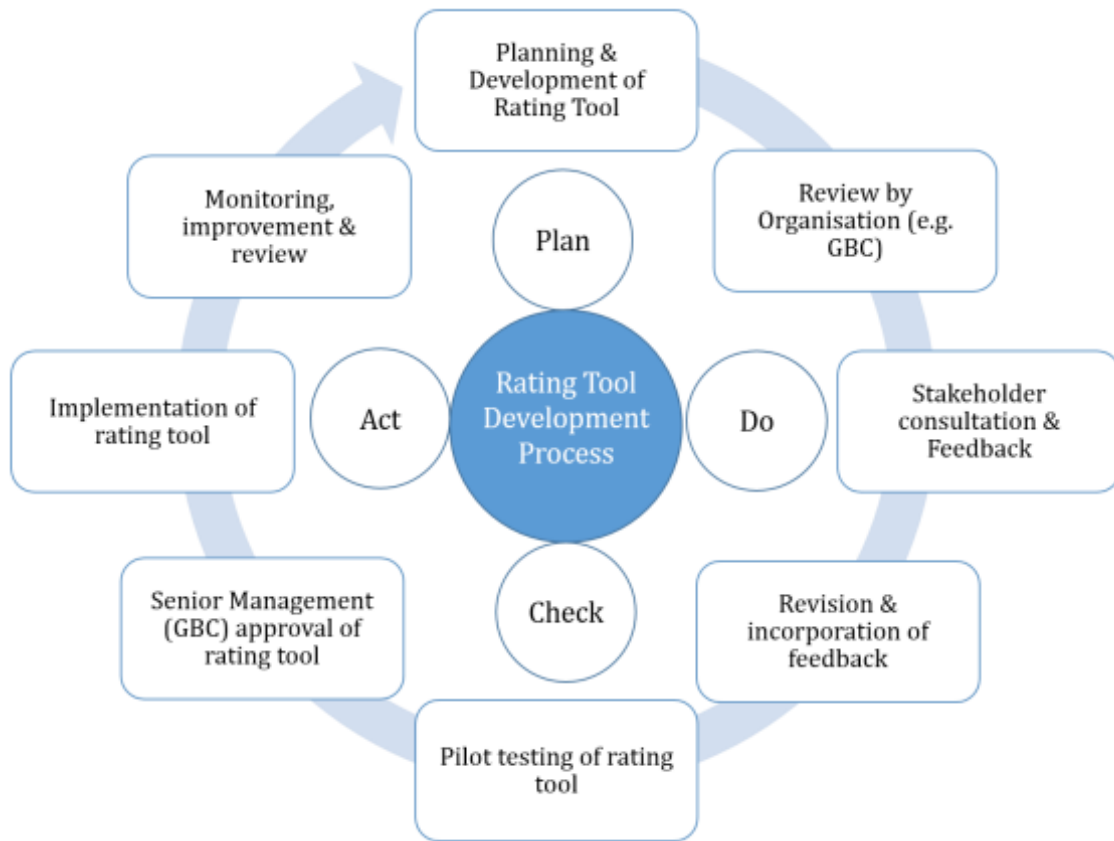 Planning &
Development of
Rating Tool
Review by
Organisation (e.g.
GBC)
Stakeholder
consultation &
Feedback
Revision &
incorporation of
feedback
Pilot testing of rating
tool
Senior Management
(GBC) approval of
rating tool
Implementation of
rating tool
Monitoring,
improvement &
review
Plan
Do
Check
Act
Rating Tool
Development
Process